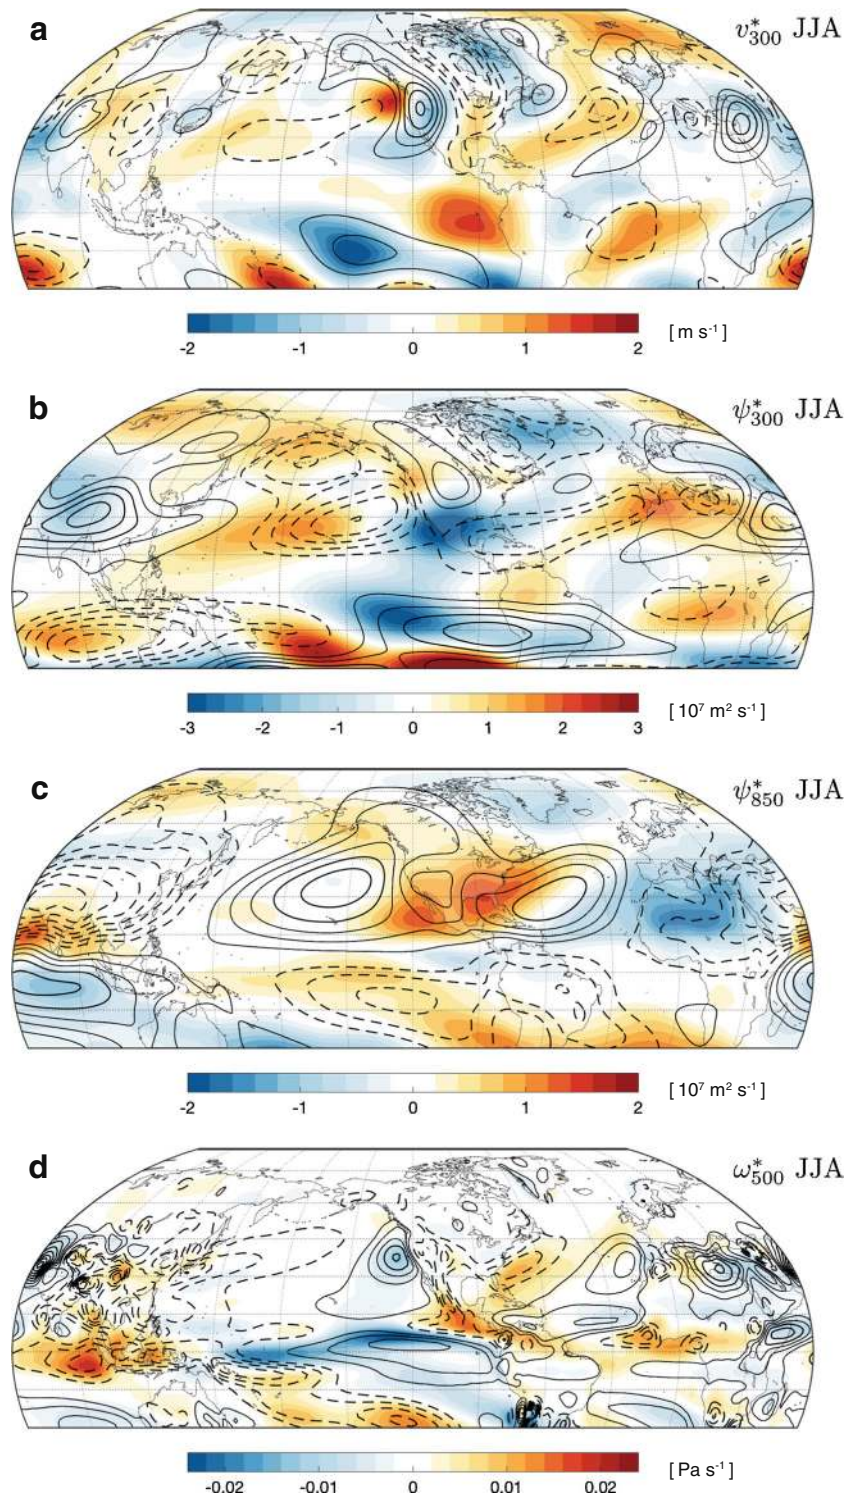 a
v*300 JJA
-2 -1 0 1 2 [ m s-1 ]
b
ψ*300 JJA
-3 -2 -1 0 1 2 3 [ 10⁷ m² s-1 ]
c
ψ*850 JJA
-2 -1 0 1 2 [ 10⁷ m² s-1 ]
d
ω*500 JJA
-0.02 -0.01 0 0.01 0.02 [ Pa s-1 ]